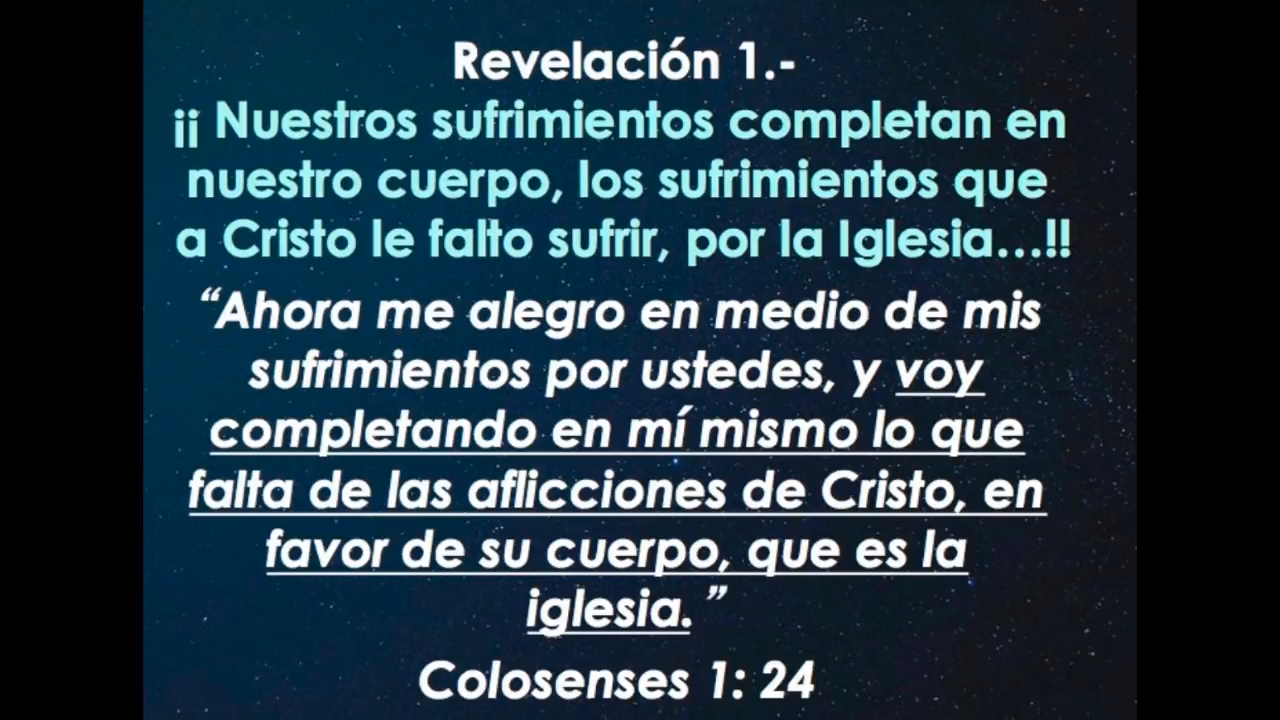 Revelación 1.-
¡¡ Nuestros sufrimientos completan en
nuestro cuerpo, los sufrimientos que
a Cristo le falto sufrir, por la Iglesia...!!
“Ahora me alegro en medio de mis
sufrimientos por ustedes, y voy
completando en mí mismo lo que
falta de las aflicciones de Cristo, en
favor de su cuerpo, que es la
iglesia. ”
Colosenses 1: 24